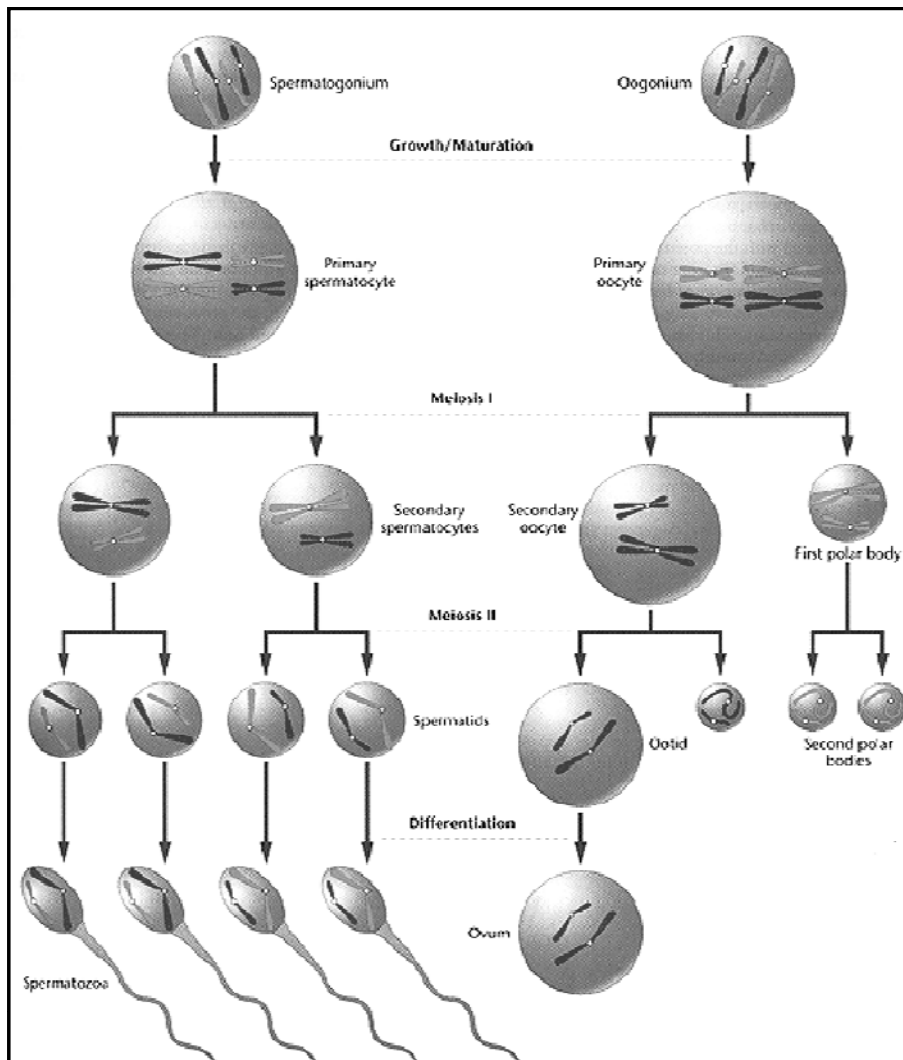 Spermatogonium
Oogonium
Growth/Maturation
Primary
spermatocyte
Primary
oocyte
Meiosis I
Secondary
spermatocytes
Secondary
oocyte
First polar body
Meiosis II
Spermatids
Ootid
Second polar
bodies
Differentiation
Ovum
Spermatozoa